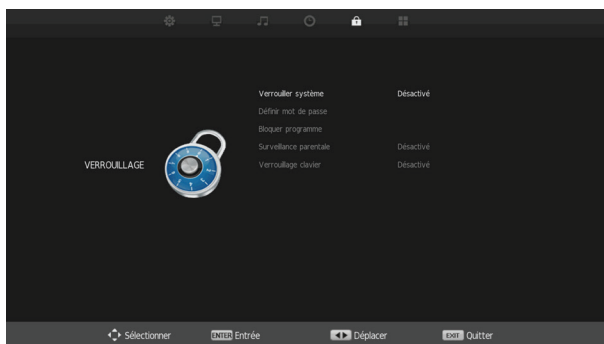 Verrouiller système Désactivé
Définir mot de passe
Bloquer programme
Surveillance parentale Désactivé
VERROUILLAGE
Verrouillage clavier Désactivé
Sélectionner ENTER Entrée Déplacer EXIT Quitter